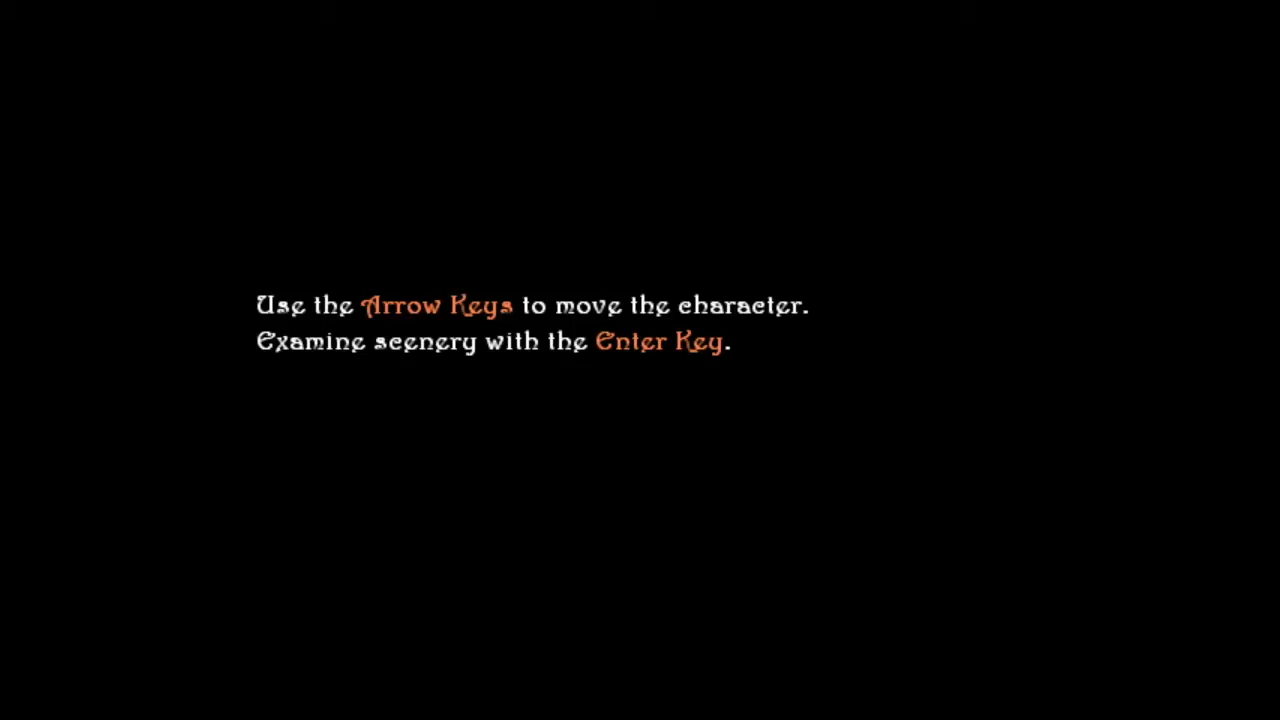 Use the Arrow Keys to move the character.
Examine scenery with the Enter Key.